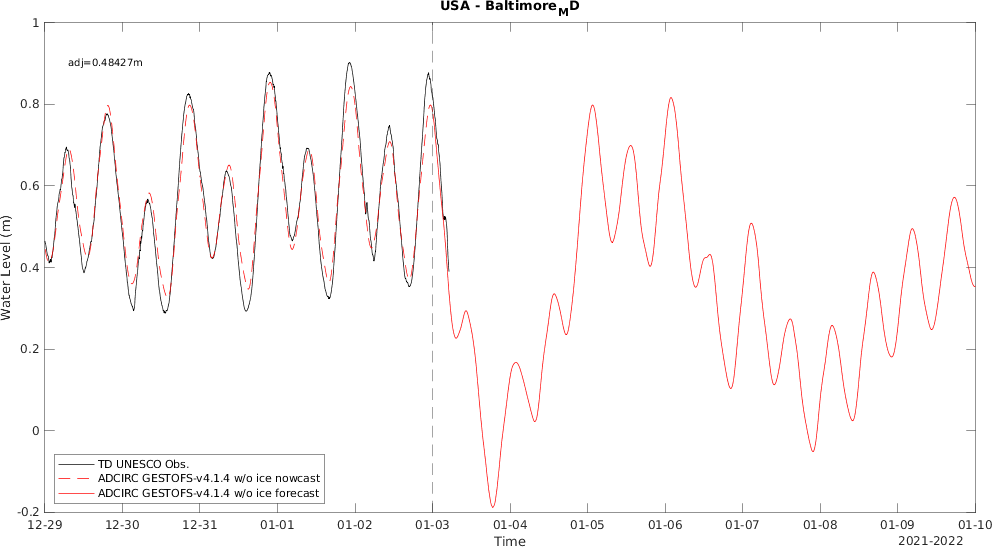 USA - Baltimore_MD
1
adj=0.48427m
0.8
0.6
0.4
0.2
0
-0.2
Water Level (m)
TD UNESCO Obs.
ADCIRC GESTOFS-v4.1.4 w/o ice nowcast
ADCIRC GESTOFS-v4.1.4 w/o ice forecast
12-29 12-30 12-31 01-01 01-02 01-03 01-04 01-05 01-06 01-07 01-08 01-09 01-10
Time
2021-2022